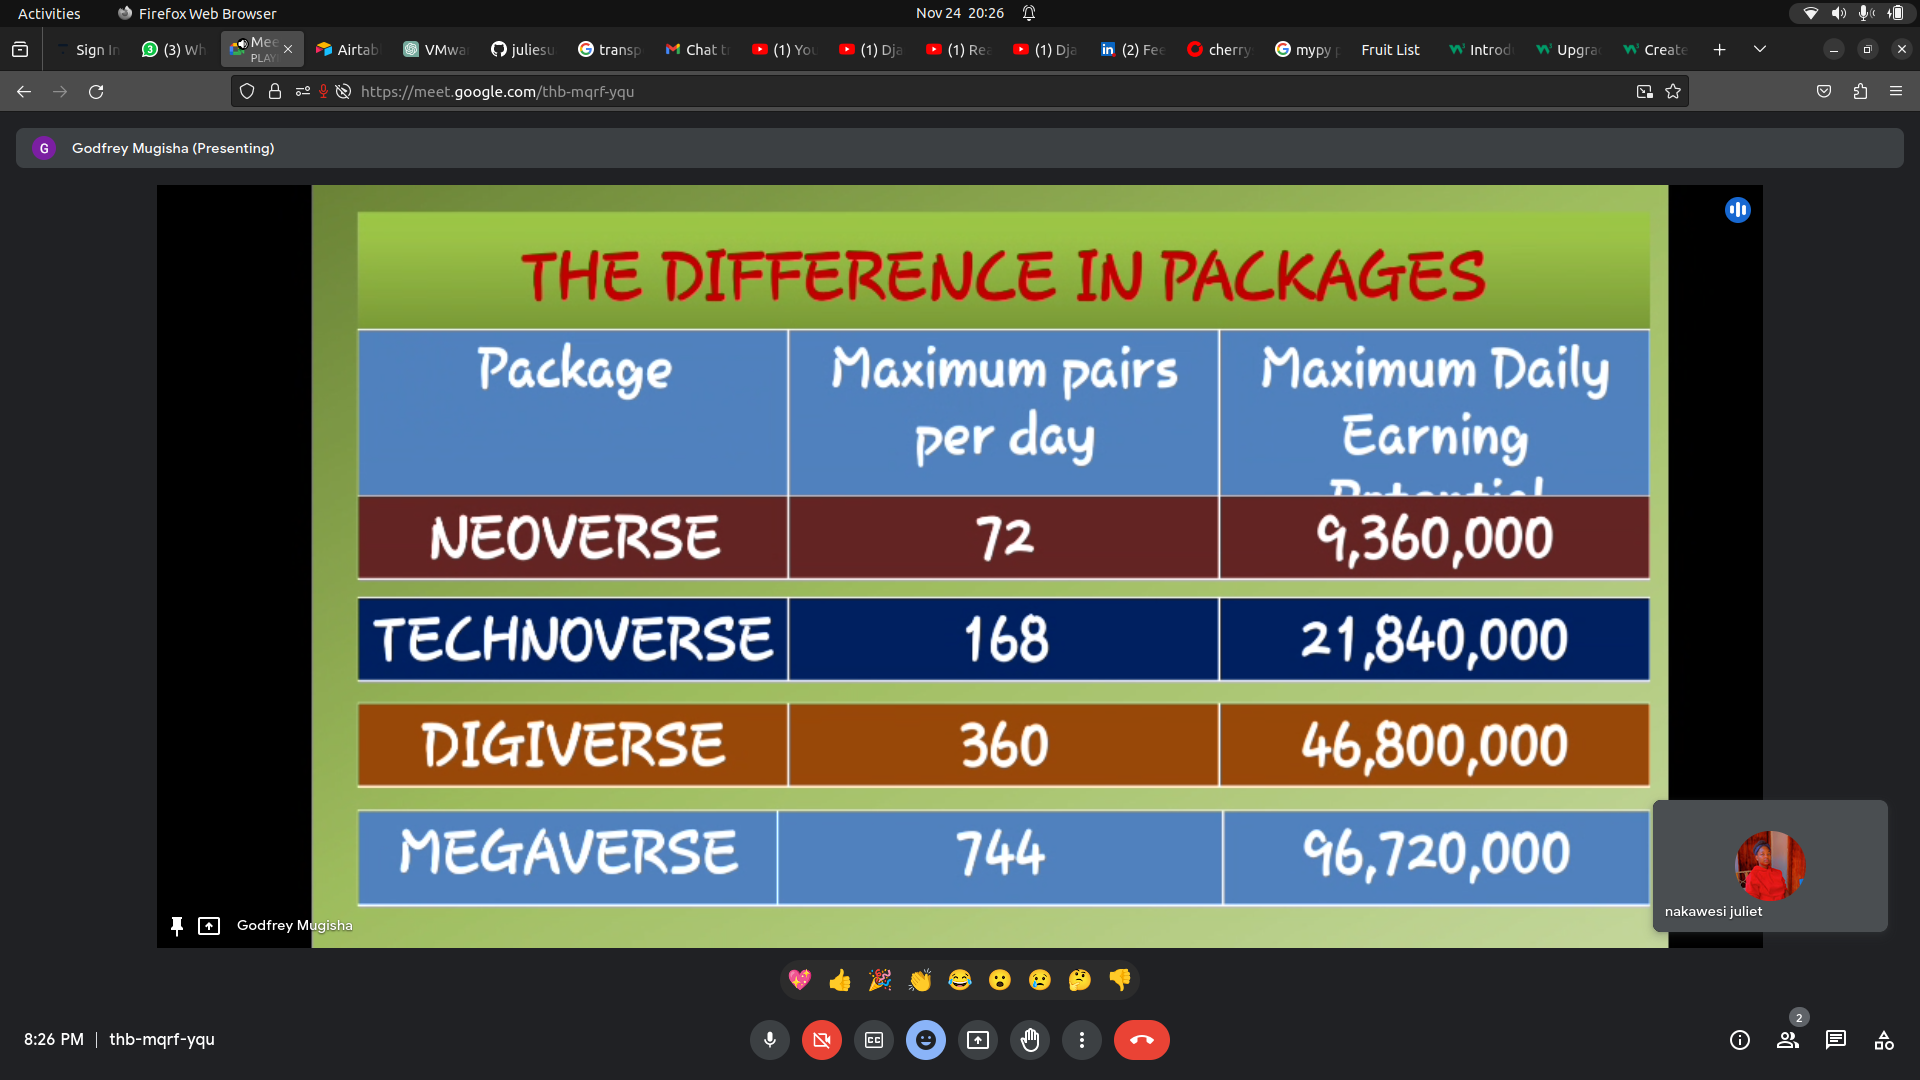 Activities Firefox Web Browser Nov 24 20:26
Sign In (3) Wh Mee PLAY Airtab VMwa juliesu transp Chat t (1) You (1) Dja (1) Rea (1) Dja (2) Fee cherry mypy p Fruit List Introd Upgra Create
https://meet.google.com/thb-mqrf-yqu
G Godfrey Mugisha (Presenting)
THE DIFFERENCE IN PACKAGES
Package Maximum pairs per day Maximum Daily Earning Potential
NEOVERSE 72 9,360,000
TECHNOVERSE 168 21,840,000
DIGIVERSE 360 46,800,000
MEGAVERSE 744 96,720,000
nakawesi juliet
Godfrey Mugisha
8:26 PM | thb-mqrf-yqu
CC
2